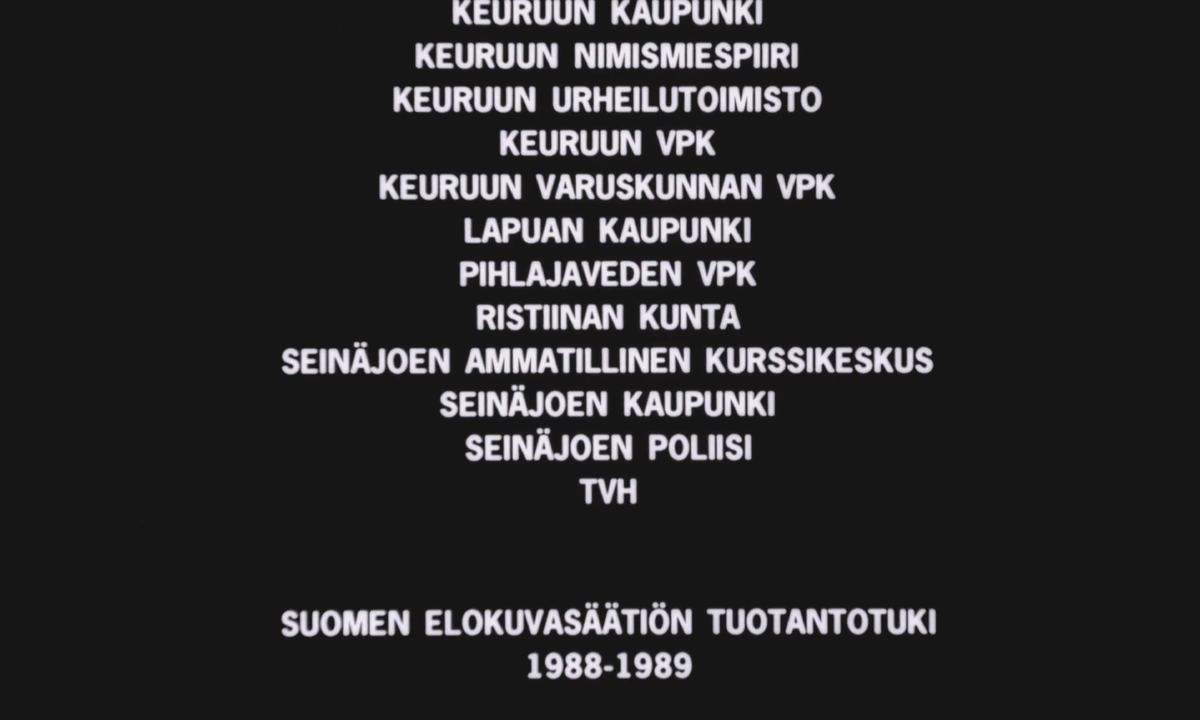 KEURUUN KAUPUNKI
KEURUUN NIMISMIESPIIRI
KEURUUN URHEILUTOIMISTO
KEURUUN VPK
KEURUUN VARUSKUNNAN VPK
LAPUAN KAUPUNKI
PIHLAJAVEDEN VPK
RISTIINAN KUNTA
SEINÄJOEN AMMATILLINEN KURSSIKESKUS
SEINÄJOEN KAUPUNKI
SEINÄJOEN POLIISI
TVH
SUOMEN ELOKUVASÄÄTIÖN TUOTANTOTUKI
1988-1989